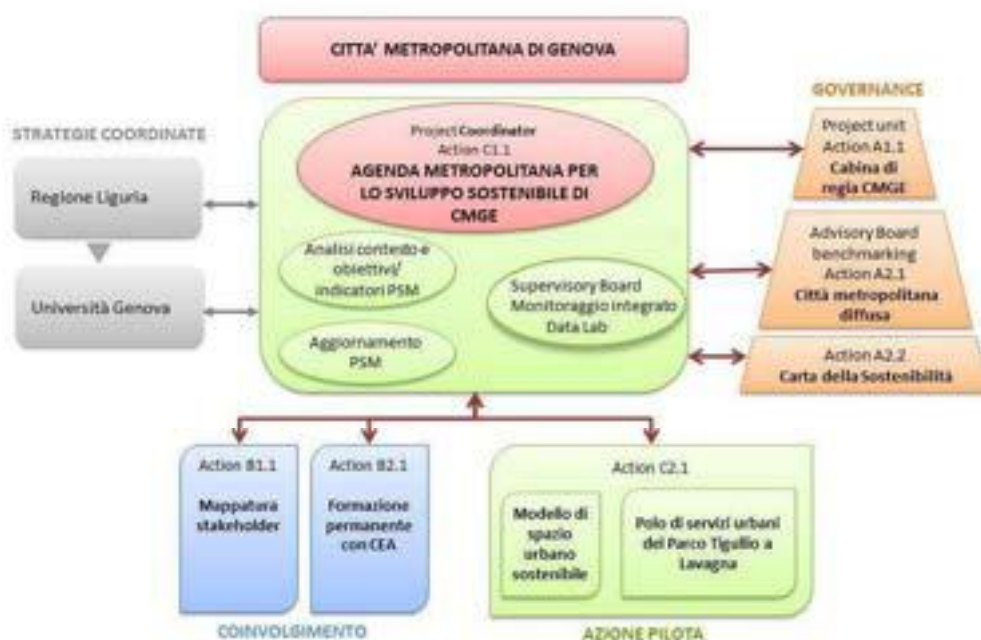 CITTA' METROPOLITANA DI GENOVA
STRATEGIE COORDINATE
Regione Liguria
Università Genova
Project Coordinator
Action C1.1
AGENDA METROPOLITANA PER
LO SVILUPPO SOSTENIBILE DI
CMGE
Analisi contesto e
obiettivi/
indicatori PSM
Aggiornamento
PSM
Supervisory Board
Monitoraggio integrato
Data Lab
GOVERNANCE
Project unit
Action A1.1
Cabina di
regia CMGE
Advisory Board
benchmarking
Action A2.1
Città metropolitana
diffusa
Action A2.2
Carta della Sostenibilità
Action B1.1
Mappatura
stakeholder
Action B2.1
Formazione
permanente
con CEA
COINVOLGIMENTO
Action C2.1
Modello di
spazio
urbano
sostenibile
Polo di servizi urbani
del Parco Tigullio a
Lavagna
AZIONE PILOTA